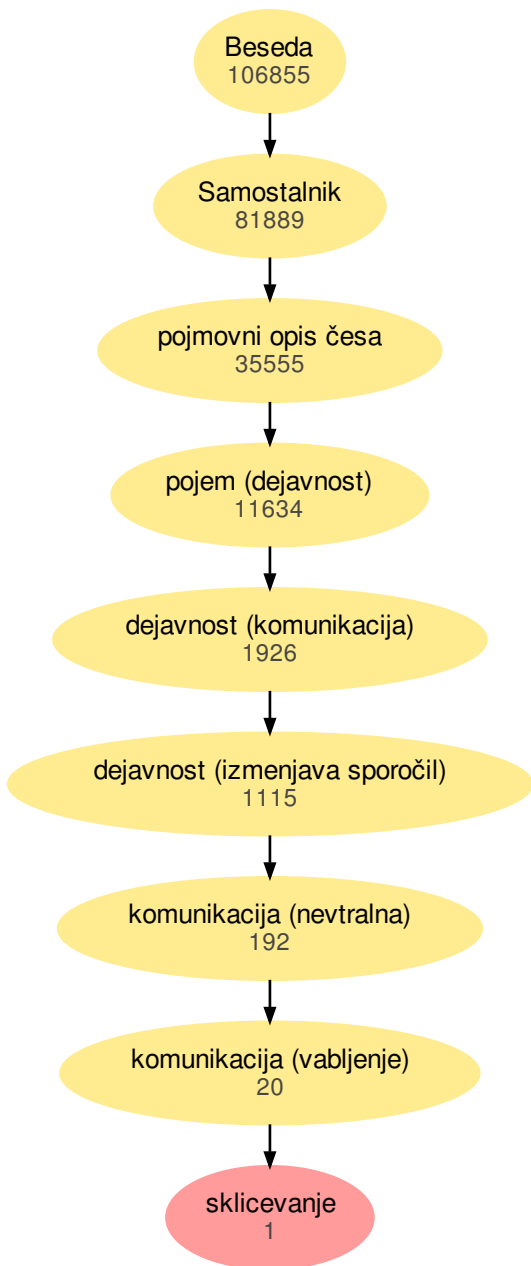 Beseda
106855
Samostalnik
81889
pojmovni opis česa
35555
pojem (dejavnost)
11634
dejavnost (komunikacija)
1926
dejavnost (izmenjava sporočil)
1115
komunikacija (nevtralna)
192
komunikacija (vabljenje)
20
sklicevanje
1